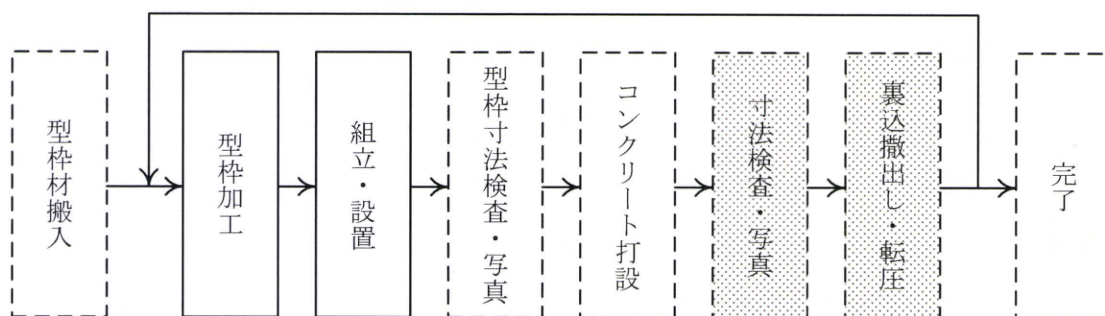 型枠材搬入
型枠加工
組立・設置
型枠寸法検査・写真
コンクリート打設
寸法検査・写真
裏込撒出し・転圧
完了